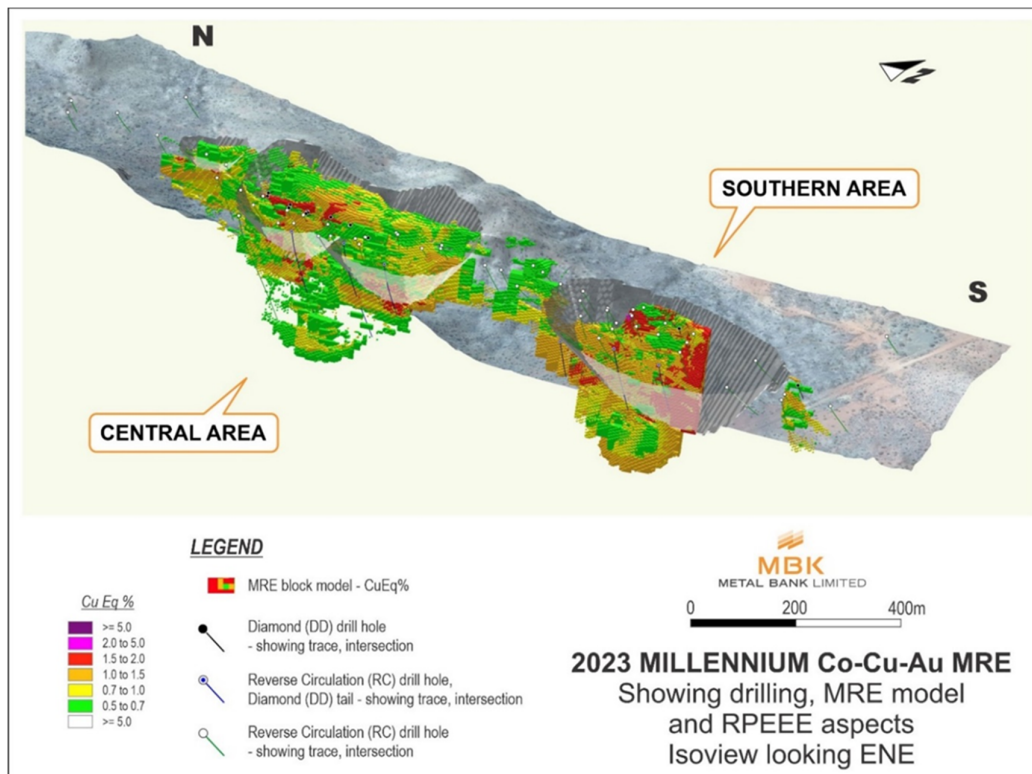 N
SOUTHERN AREA
S
CENTRAL AREA
LEGEND
MRE block model - CuEq%
Diamond (DD) drill hole
- showing trace, intersection
Reverse Circulation (RC) drill hole,
Diamond (DD) tail - showing trace, intersection
Reverse Circulation (RC) drill hole
- showing trace, intersection
Cu Eq %
>= 5.0
2.0 to 5.0
1.5 to 2.0
1.0 to 1.5
0.7 to 1.0
0.5 to 0.7
>= 5.0
MBK
METAL BANK LIMITED
0 200 400m
2023 MILLENNIUM Co-Cu-Au MRE
Showing drilling, MRE model
and RPEEE aspects
Isoview looking ENE